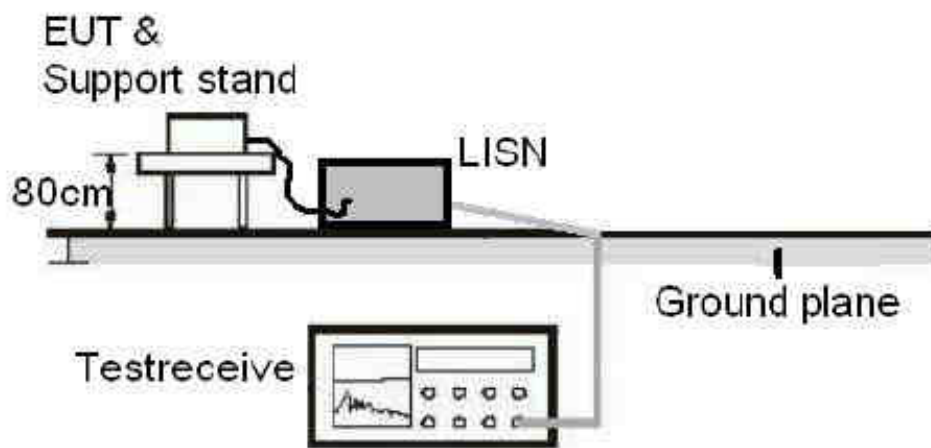 EUT &
Support stand
LISN
80cm
Ground plane
Testreceive